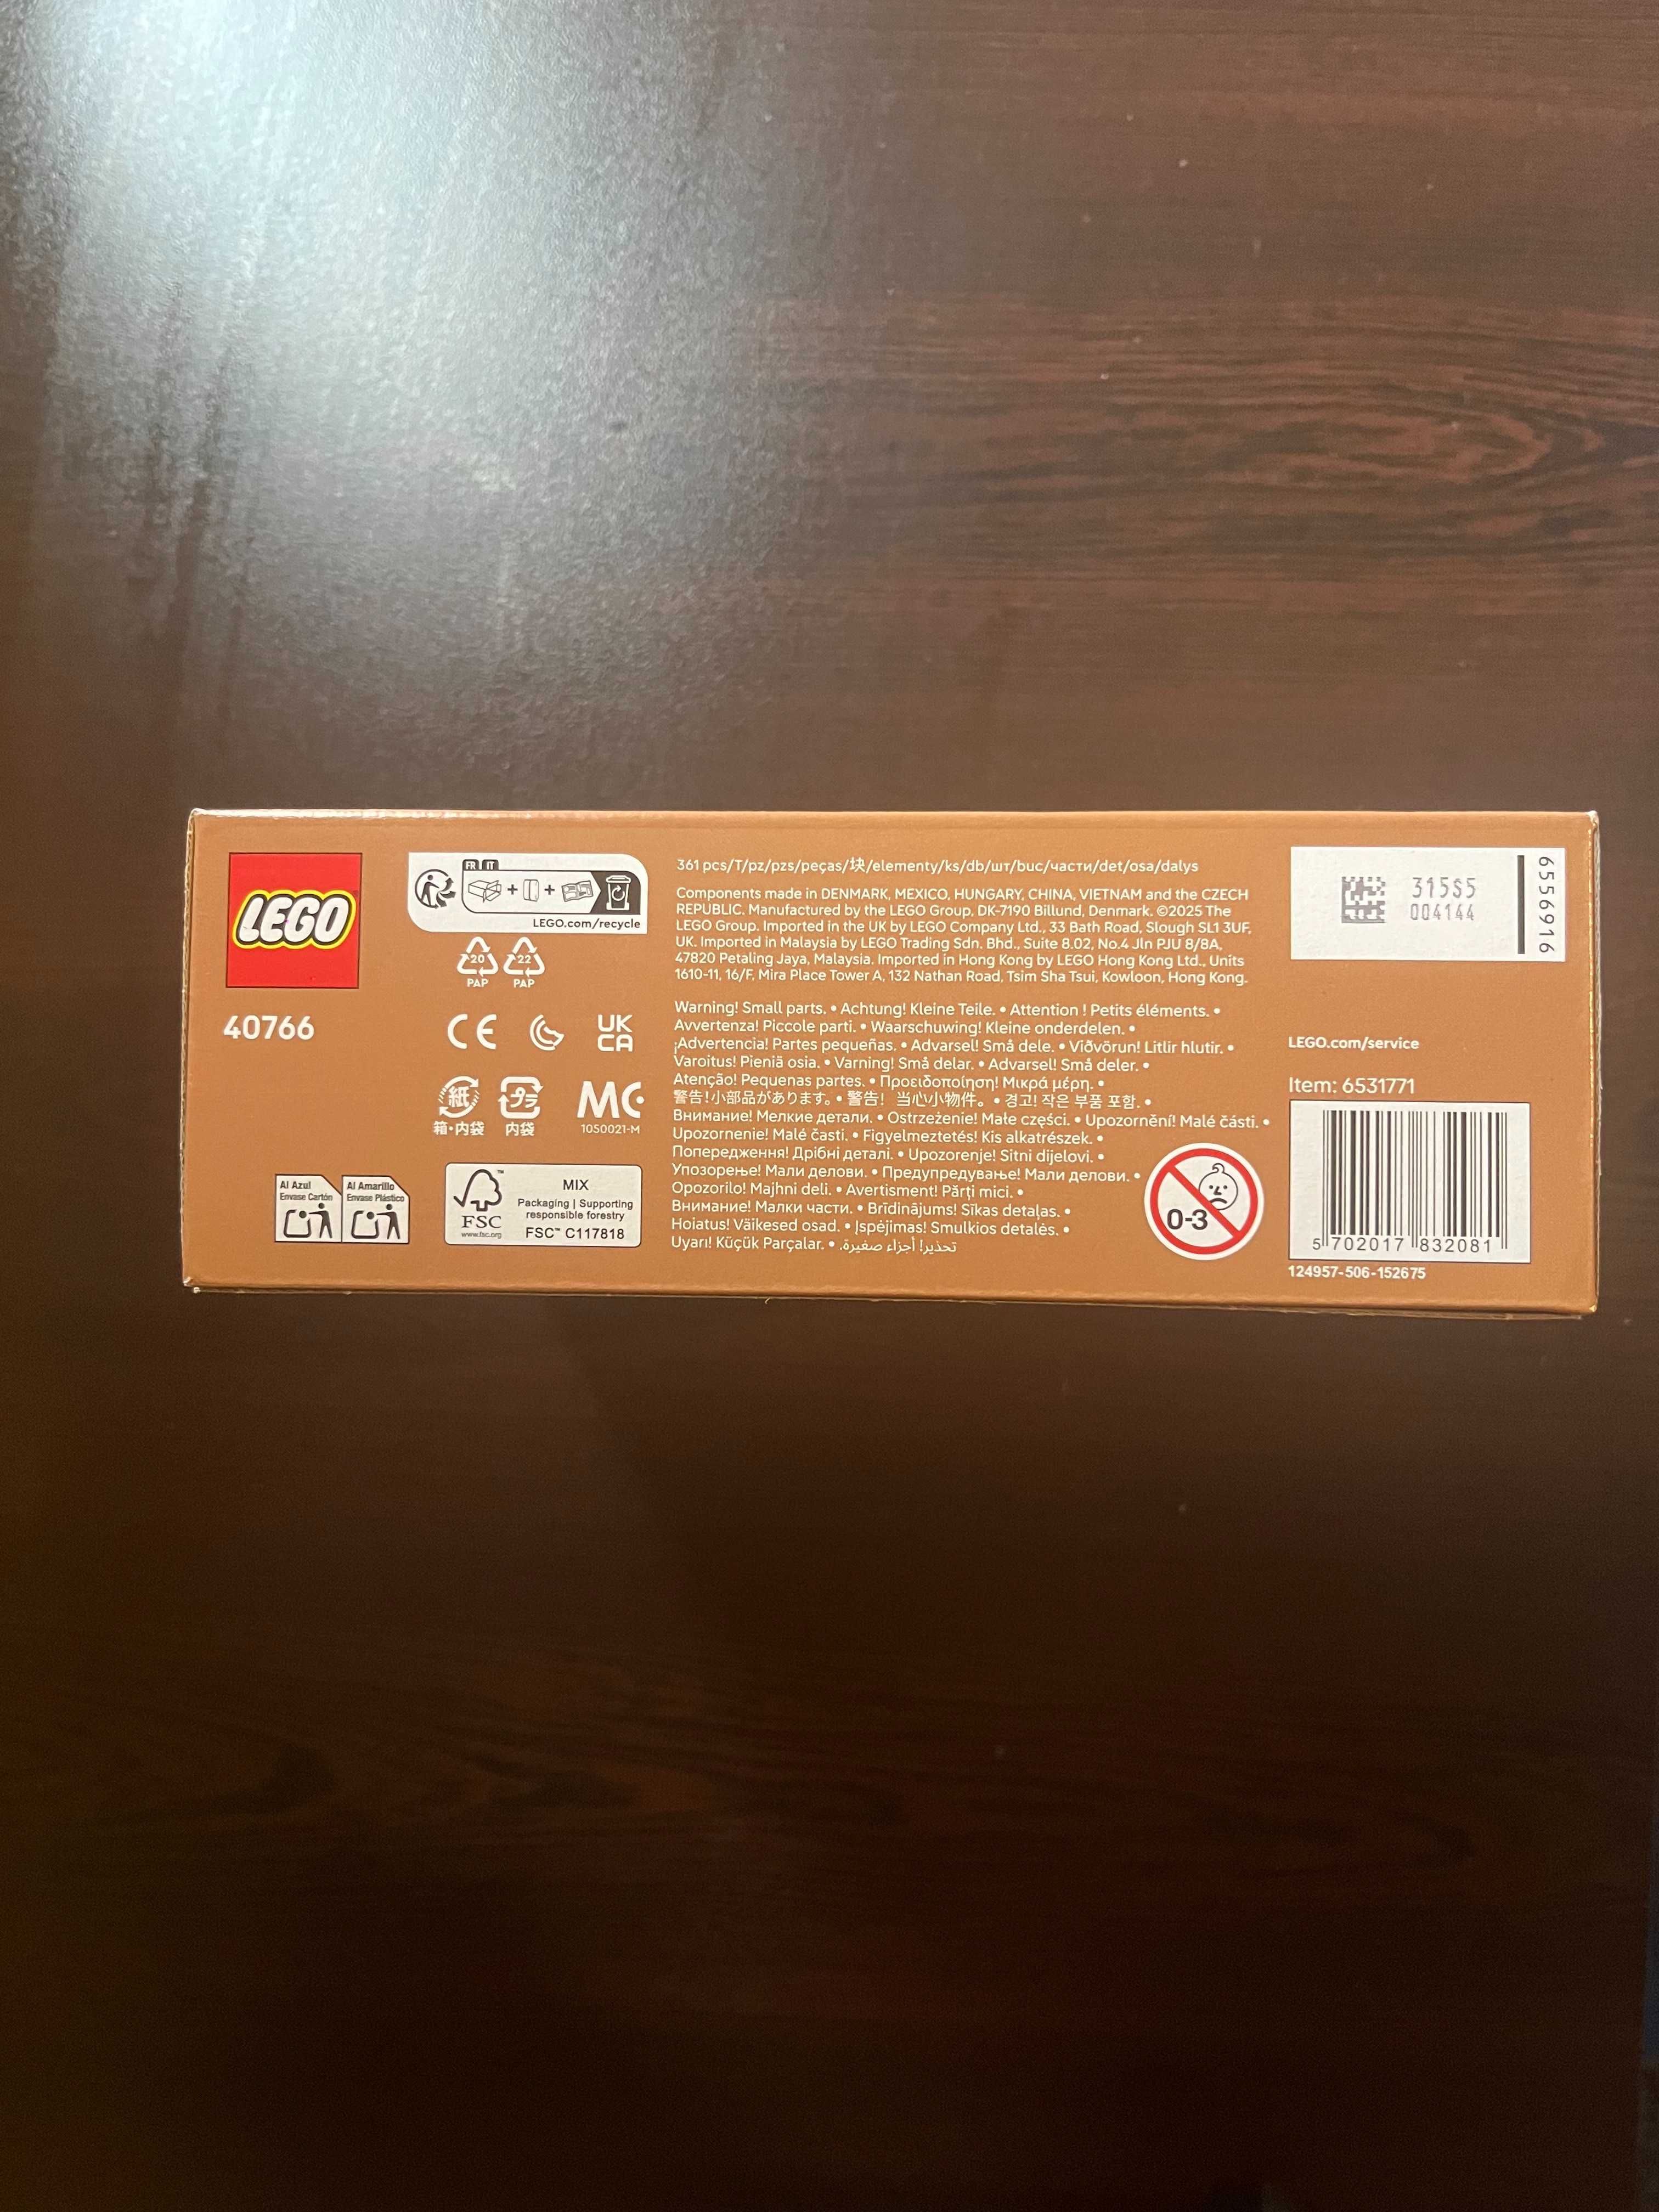 LEGO
40766
FR IT
LEGO.com/recycle
20 22
PAP PAP
CE
UK
CA
紙 プラ
箱・内袋 内袋
MC
1050021-M
Al Azul
Envase Cartón
Al Amarillo
Envase Plástico
FSC
www.fsc.org
MIX
Packaging | Supporting
responsible forestry
FSC™ C117818
361 pcs/T/pz/pzs/peças/块/elementy/ks/db/шт/buc/части/det/osa/dalys
Components made in DENMARK, MEXICO, HUNGARY, CHINA, VIETNAM and the CZECH
REPUBLIC. Manufactured by the LEGO Group, DK-7190 Billund, Denmark. ©2025 The
LEGO Group. Imported in the UK by LEGO Company Ltd., 33 Bath Road, Slough SL1 3UF,
UK. Imported in Malaysia by LEGO Trading Sdn. Bhd., Suite 8.02, No.4 Jln PJU 8/8A,
47820 Petaling Jaya, Malaysia. Imported in Hong Kong by LEGO Hong Kong Ltd., Units
1610-11, 16/F, Mira Place Tower A, 132 Nathan Road, Tsim Sha Tsui, Kowloon, Hong Kong.
Warning! Small parts. • Achtung! Kleine Teile. • Attention ! Petits éléments. •
Avvertenza! Piccole parti. • Waarschuwing! Kleine onderdelen. •
¡Advertencia! Partes pequeñas. • Advarsel! Små dele. • Viðvörun! Litlir hlutir. •
Varoitus! Pieniä osia. • Varning! Små delar. • Advarsel! Små deler. •
Atenção! Pequenas partes. • Προειδοποίηση! Μικρά μέρη. •
警告!小部品があります。 • 警告! 当心小物件。 • 경고! 작은 부품 포함. •
Внимание! Мелкие детали. • Ostrzeżenie! Małe części. • Upozornění! Malé části. •
Upozornenie! Malé časti. • Figyelmeztetés! Kis alkatrészek. •
Попередження! Дрібні деталі. • Upozorenje! Sitni dijelovi. •
Упозорење! Мали делови. • Предупредување! Мали делови. •
Opozorilo! Majhni deli. • Avertisment! Părți mici. •
Внимание! Малки части. • Brīdinājums! Sīkas detaļas. •
Hoiatus! Väikesed osad. • Įspėjimas! Smulkios detalės. •
Uyarı! Küçük Parçalar. • تحذير! أجزاء صغيرة.
0-3
315S5
004144
6556916
LEGO.com/service
Item: 6531771
5 702017 832081
124957-506-152675